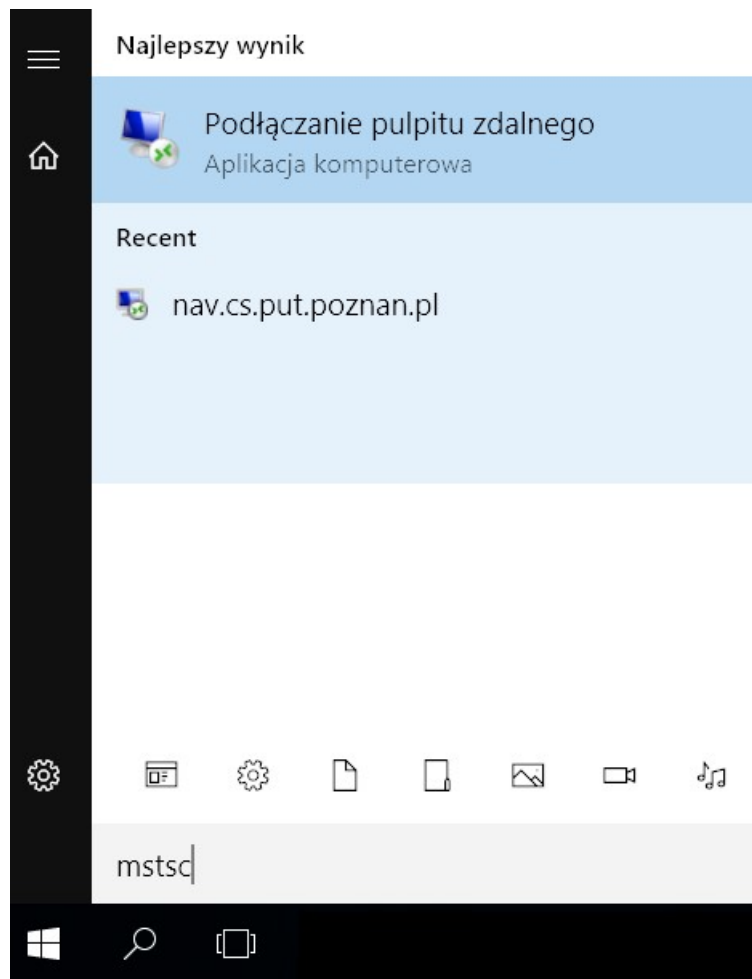 Najlepszy wynik
Podłączanie pulpitu zdalnego
Aplikacja komputerowa
Recent
nav.cs.put.poznan.pl
mstsc